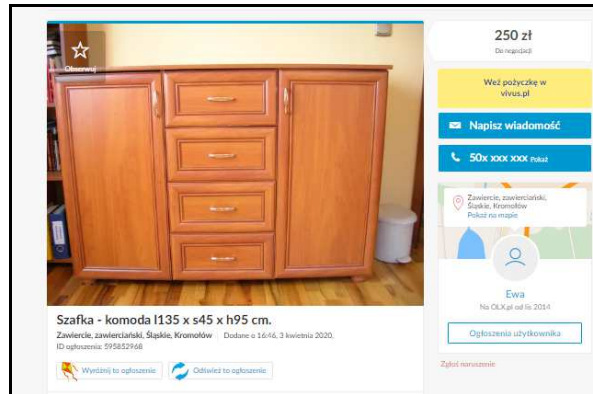 Obserwuj
250 zł
Do negocjacji
Weź pożyczkę w
vivus.pl
Napisz wiadomość
50x xxx xxx Pokaż
Zawiercie, zawierciański,
Śląskie, Kromołów
Pokaż na mapie
Ewa
Na OLX.pl od lis 2014
Ogłoszenia użytkownika
Zgłoś naruszenie
Szafka - komoda l135 x s45 x h95 cm.
Zawiercie, zawierciański, Śląskie, Kromołów Dodane o 16:46, 3 kwietnia 2020,
ID ogłoszenia: 595852968
Wyróżnij to ogłoszenie Odśwież to ogłoszenie